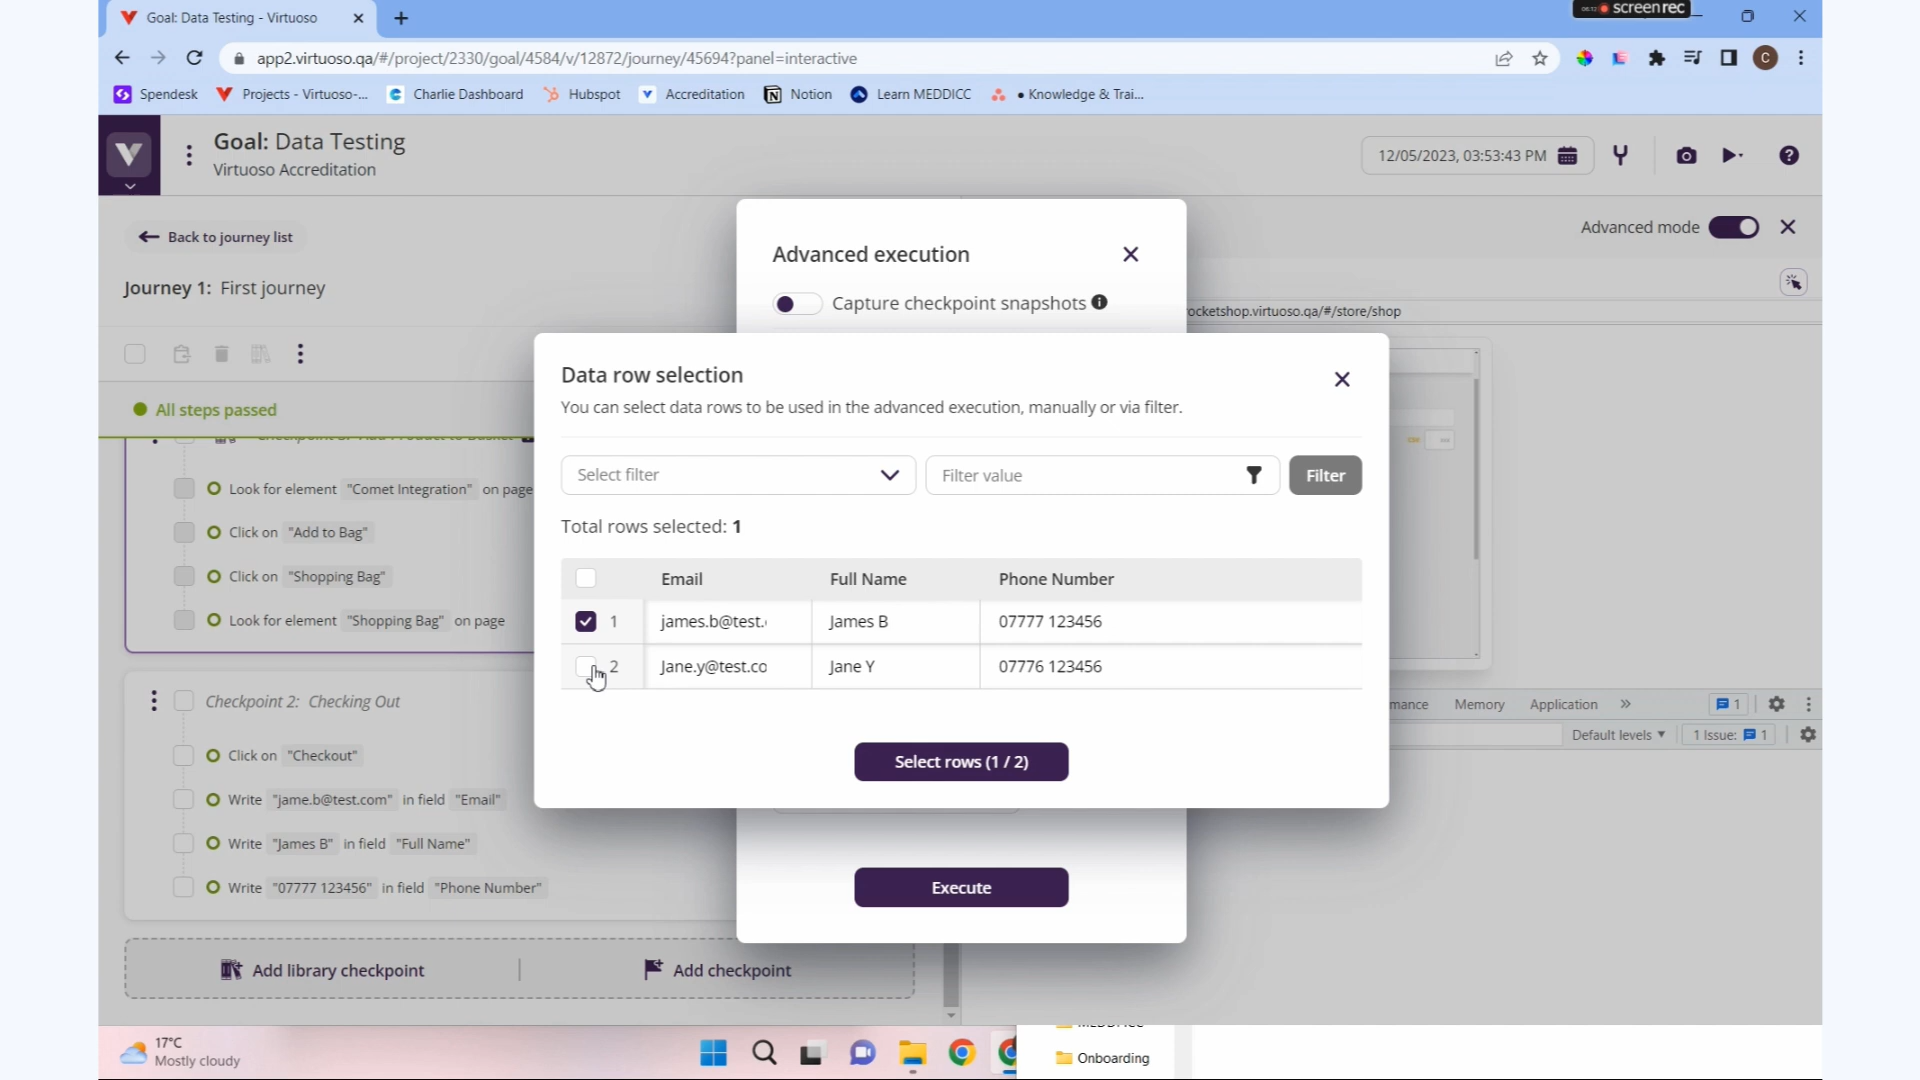 Goal: Data Testing - Virtuoso
screenrec
app2.virtuoso.qa/#/project/2330/goal/4584/v/12872/journey/45694?panel=interactive
C
Spendesk
Projects - Virtuoso-...
Charlie Dashboard
Hubspot
Accreditation
Notion
Learn MEDDICC
• Knowledge & Trai...
Goal: Data Testing
Virtuoso Accreditation
12/05/2023, 03:53:43 PM
Back to journey list
Advanced mode
Advanced execution
Journey 1: First journey
Capture checkpoint snapshots
ocketshop.virtuoso.qa/#/store/shop
Data row selection
You can select data rows to be used in the advanced execution, manually or via filter.
All steps passed
Select filter
Filter value
Filter
Look for element "Comet Integration" on page
Total rows selected: 1
Click on "Add to Bag"
Click on "Shopping Bag"
Email Full Name Phone Number
Look for element "Shopping Bag" on page
1 james.b@test. James B 07777 123456
2 Jane.y@test.co Jane Y 07776 123456
Checkpoint 2: Checking Out
mance Memory Application » 1
Default levels 1 Issue: 1
Click on "Checkout"
Select rows (1 / 2)
Write "jame.b@test.com" in field "Email"
Write "James B" in field "Full Name"
Write "07777 123456" in field "Phone Number"
Execute
Add library checkpoint
Add checkpoint
17°C
Mostly cloudy
Onboarding